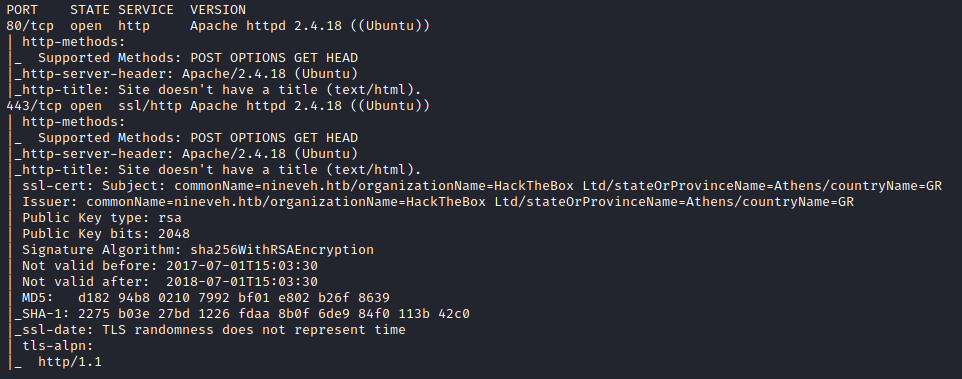 PORT    STATE SERVICE  VERSION
80/tcp  open  http     Apache httpd 2.4.18 ((Ubuntu))
| http-methods:
|_  Supported Methods: POST OPTIONS GET HEAD
|_http-server-header: Apache/2.4.18 (Ubuntu)
|_http-title: Site doesn't have a title (text/html).
443/tcp open  ssl/http Apache httpd 2.4.18 ((Ubuntu))
| http-methods:
|_  Supported Methods: POST OPTIONS GET HEAD
|_http-server-header: Apache/2.4.18 (Ubuntu)
|_http-title: Site doesn't have a title (text/html).
| ssl-cert: Subject: commonName=nineveh.htb/organizationName=HackTheBox Ltd/stateOrProvinceName=Athens/countryName=GR
| Issuer: commonName=nineveh.htb/organizationName=HackTheBox Ltd/stateOrProvinceName=Athens/countryName=GR
| Public Key type: rsa
| Public Key bits: 2048
| Signature Algorithm: sha256WithRSAEncryption
| Not valid before: 2017-07-01T15:03:30
| Not valid after:  2018-07-01T15:03:30
| MD5:   d182 94b8 0210 7992 bf01 e802 b26f 8639
|_SHA-1: 2275 b03e 27bd 1226 fdaa 8b0f 6de9 84f0 113b 42c0
|_ssl-date: TLS randomness does not represent time
| tls-alpn:
|_  http/1.1